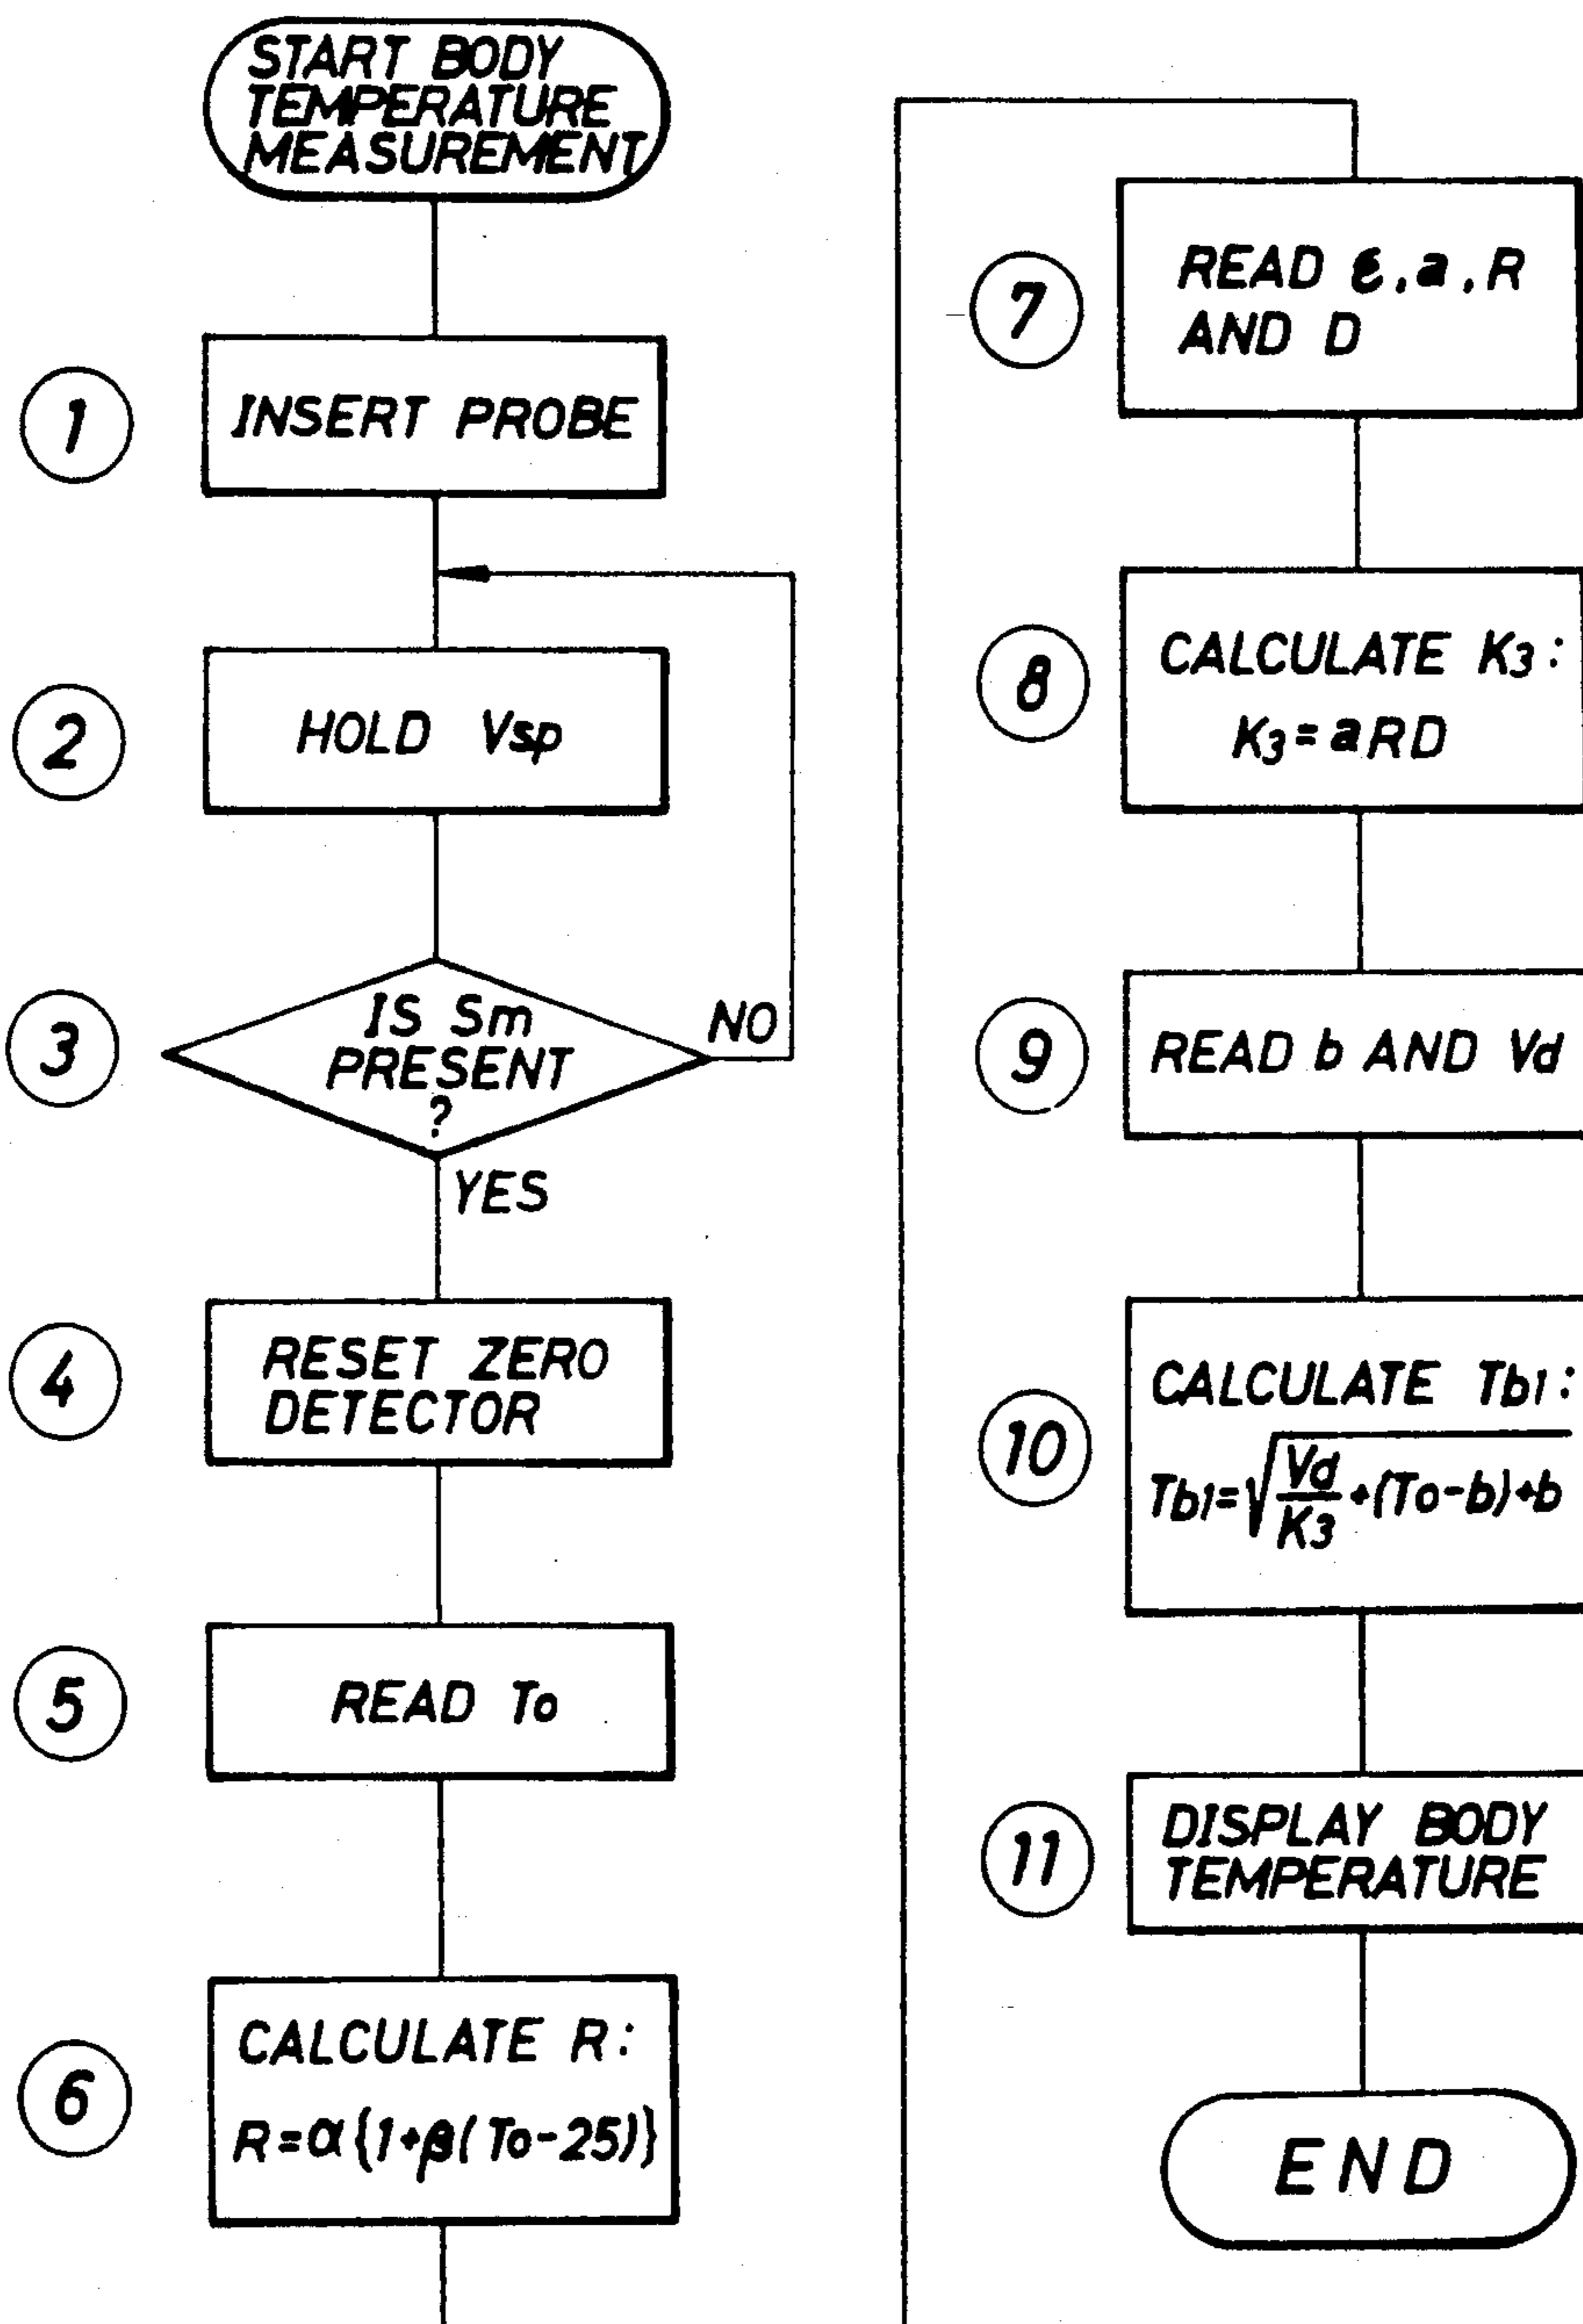 START BODY
TEMPERATURE
MEASUREMENT
1
INSERT PROBE
2
HOLD Vsp
3
IS Sm
PRESENT
?
NO
YES
4
RESET ZERO
DETECTOR
5
READ To
6
CALCULATE R:
R=α{1+β(To-25)}
7
READ ε, a, R
AND D
8
CALCULATE K3:
K3=aRD
9
READ b AND Vd
10
CALCULATE Tb1:
Tb1=√Vd/K3+(To-b)+b
11
DISPLAY BODY
TEMPERATURE
END